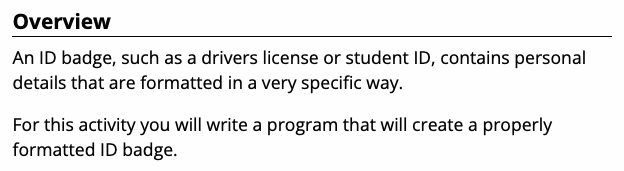 Overview
An ID badge, such as a drivers license or student ID, contains personal
details that are formatted in a very specific way.
For this activity you will write a program that will create a properly
formatted ID badge.